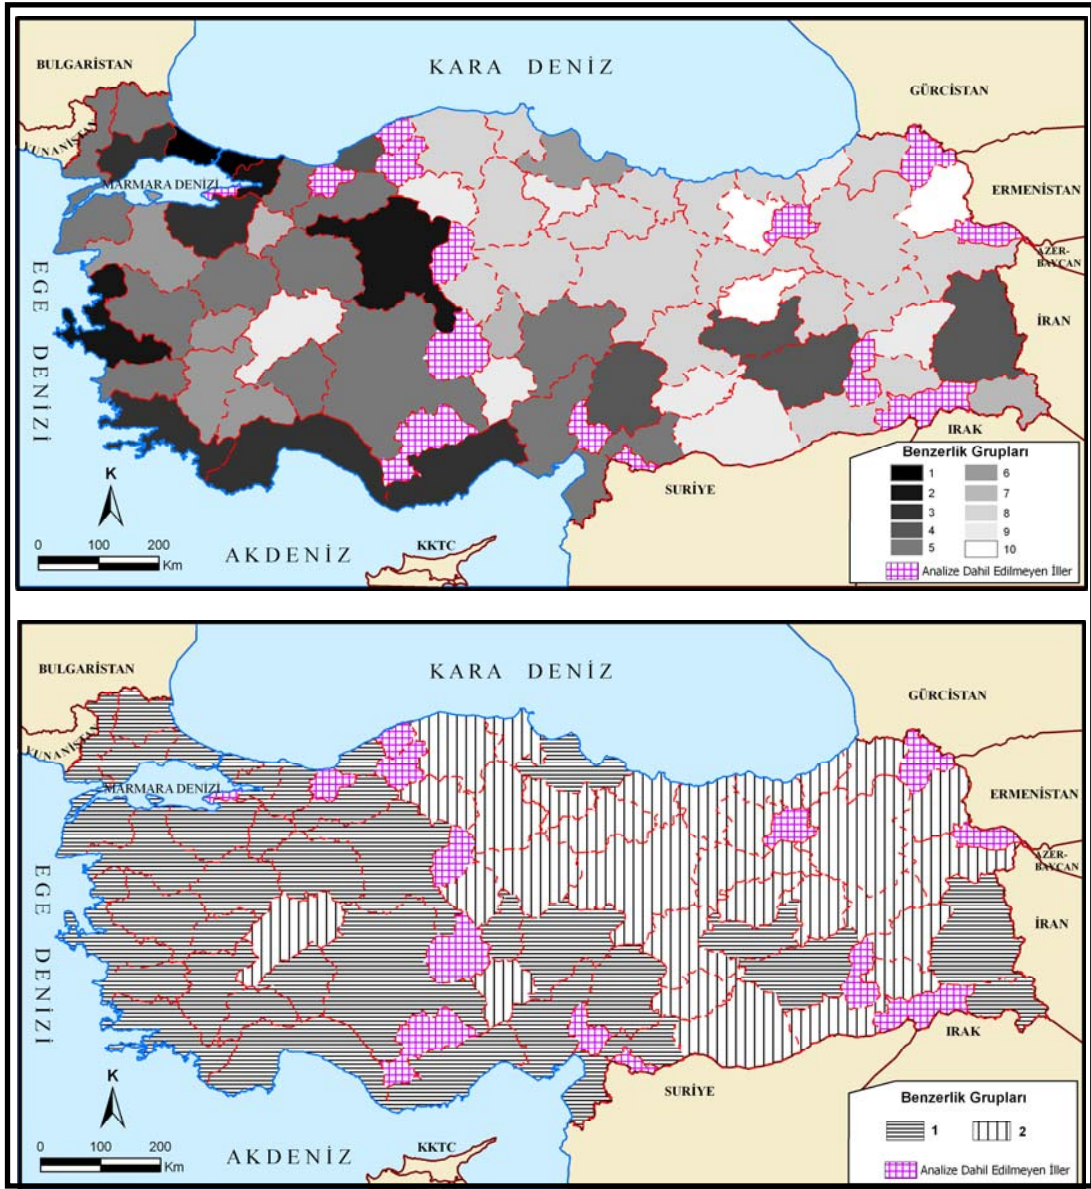 BULGARİSTAN
KARA DENİZ
GÜRCİSTAN
YUNANİSTAN
MARMARA DENİZİ
ERMENİSTAN
AZER-
BAYCAN
İRAN
EGE DENİZİ
IRAK
SURİYE
K
0 100 200
Km
AKDENİZ
KKTC
Benzerlik Grupları
1 6
2 7
3 8
4 9
5 10
Analize Dahil Edilmeyen İller
BULGARİSTAN
KARA DENİZ
GÜRCİSTAN
YUNANİSTAN
MARMARA DENİZİ
ERMENİSTAN
AZER-
BAYCAN
İRAN
EGE DENİZİ
IRAK
SURİYE
K
0 100 200
Km
AKDENİZ
KKTC
Benzerlik Grupları
1 2
Analize Dahil Edilmeyen İller